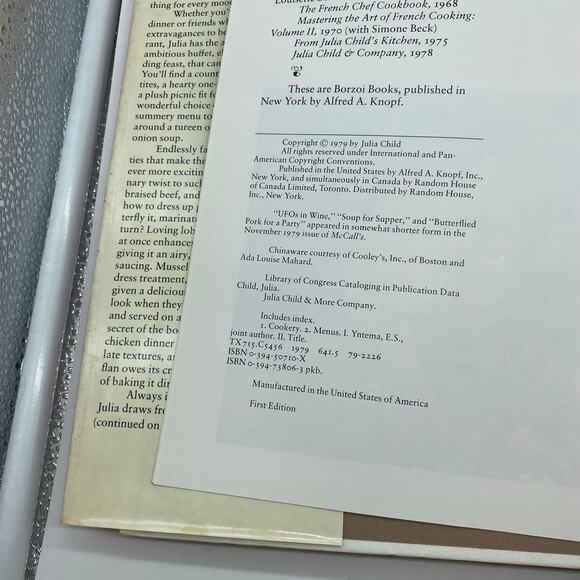 thing for every mood
Whether you'
dinner or friends wh
extravagances to be
rant, Julia has the a
ambitious buffet, el
ding feast, that can
You'll find a count
tites, a hearty one-
a plush picnic fit fo
wonderful choice
summery menu to
around a tureen o
onion soup.
Endlessly fa
ties that make the
ever more excitin
nary twist to such
braised beef, and
how to dress up
terfly it, marinat
turn? Loving lob
at once enhances
giving it an airy,
saucing. Mussel
dress treatment,
given a delicious
look when they
and served on a
secret of the bo
chicken dinner
late textures, an
flan owes its cr
of baking it dir
Always i
Julia draws fro
(continued on
The French Chef Cookbook, 1968
Mastering the Art of French Cooking:
Volume II, 1970 (with Simone Beck)
From Julia Child's Kitchen, 1975
Julia Child & Company, 1978
These are Borzoi Books, published in
New York by Alfred A. Knopf.
Copyright © 1979 by Julia Child
All rights reserved under International and Pan-
American Copyright Conventions.
Published in the United States by Alfred A. Knopf, Inc.,
New York, and simultaneously in Canada by Random House
of Canada Limited, Toronto. Distributed by Random House,
Inc., New York.
"UFOs in Wine," "Soup for Supper," and "Butterflied
Pork for a Party" appeared in somewhat shorter form in the
November 1979 issue of McCall's.
Chinaware courtesy of Cooley's, Inc., of Boston and
Ada Louise Mahard.
Library of Congress Cataloging in Publication Data
Child, Julia.
Julia Child & More Company.
Includes index.
1. Cookery. 2. Menus. I. Yntema, E.S.,
joint author. II. Title.
TX715.C5456 1979 641.5 79-2226
ISBN 0-394-50710-X
ISBN 0-394-73806-3 pkb.
Manufactured in the United States of America
First Edition